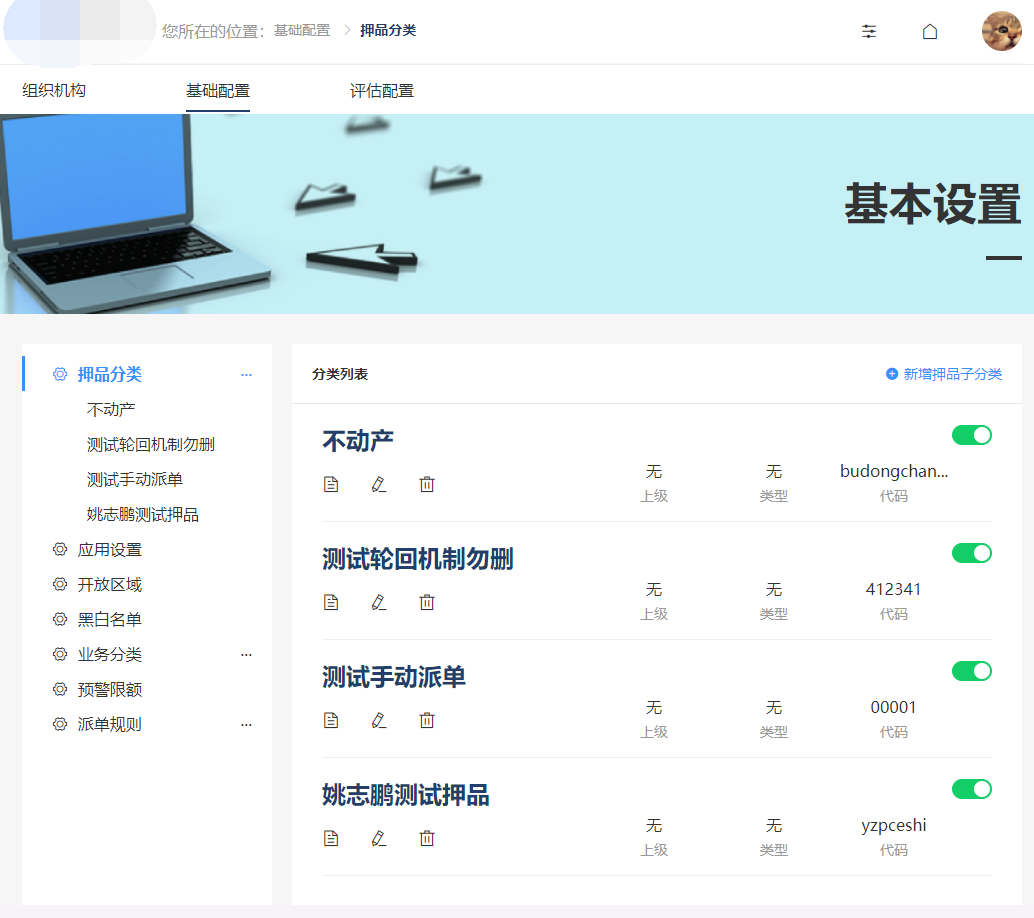 您所在的位置: 基础配置 > 押品分类
组织机构 基础配置 评估配置
基本设置
押品分类 ...
不动产
测试轮回机制勿删
测试手动派单
姚志鹏测试押品
应用设置
开放区域
黑白名单
业务分类 ...
预警限额
派单规则 ...
分类列表 新增押品子分类
不动产
无 无 budongchan...
上级 类型 代码
测试轮回机制勿删
无 无 412341
上级 类型 代码
测试手动派单
无 无 00001
上级 类型 代码
姚志鹏测试押品
无 无 yzpceshi
上级 类型 代码